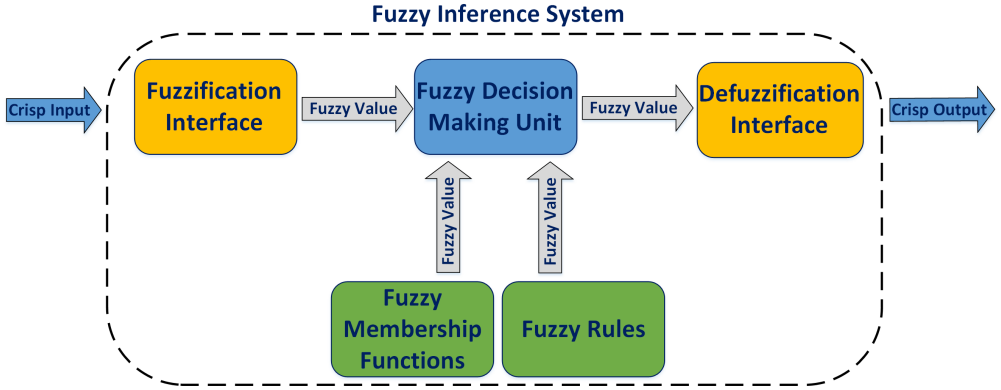 Fuzzy Inference System
Crisp Input
Fuzzification
Interface
Fuzzy Value
Fuzzy Decision
Making Unit
Fuzzy Value
Defuzzification
Interface
Crisp Output
Fuzzy Value
Fuzzy Value
Fuzzy
Membership
Functions
Fuzzy Rules